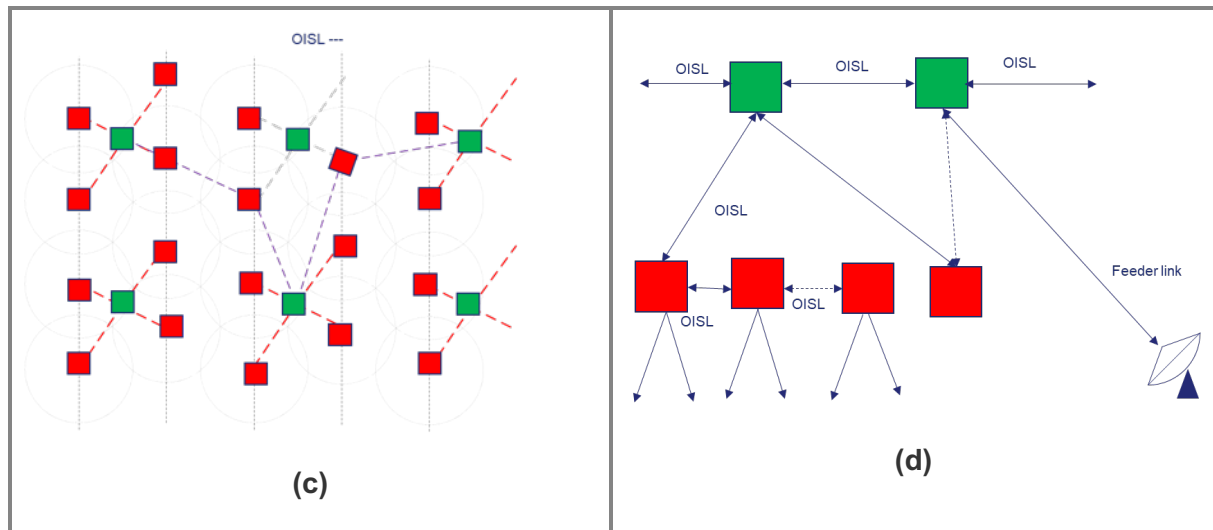 OISL ---
(c)
OISL
OISL
OISL
OISL
OISL
OISL
Feeder link
(d)